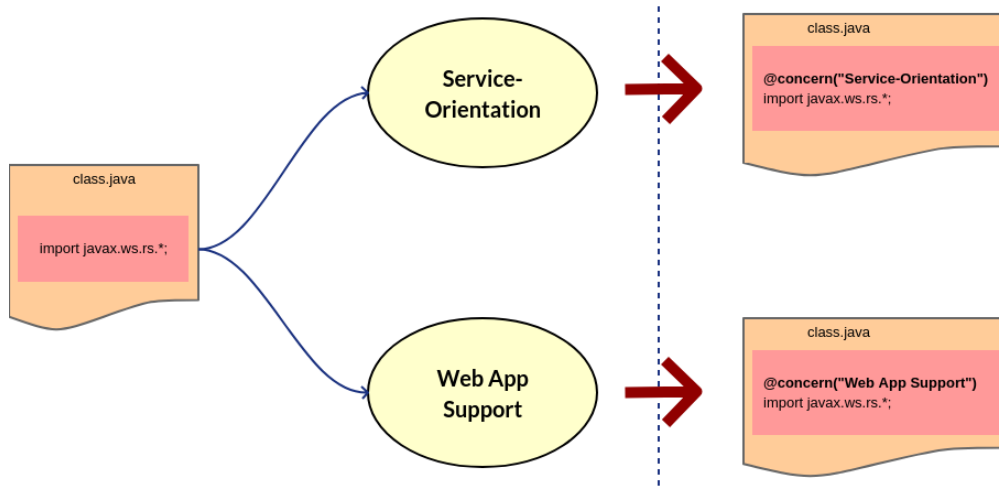 class.java
import javax.ws.rs.*;
Service-
Orientation
class.java
@concern("Service-Orientation")
import javax.ws.rs.*;
Web App
Support
class.java
@concern("Web App Support")
import javax.ws.rs.*;